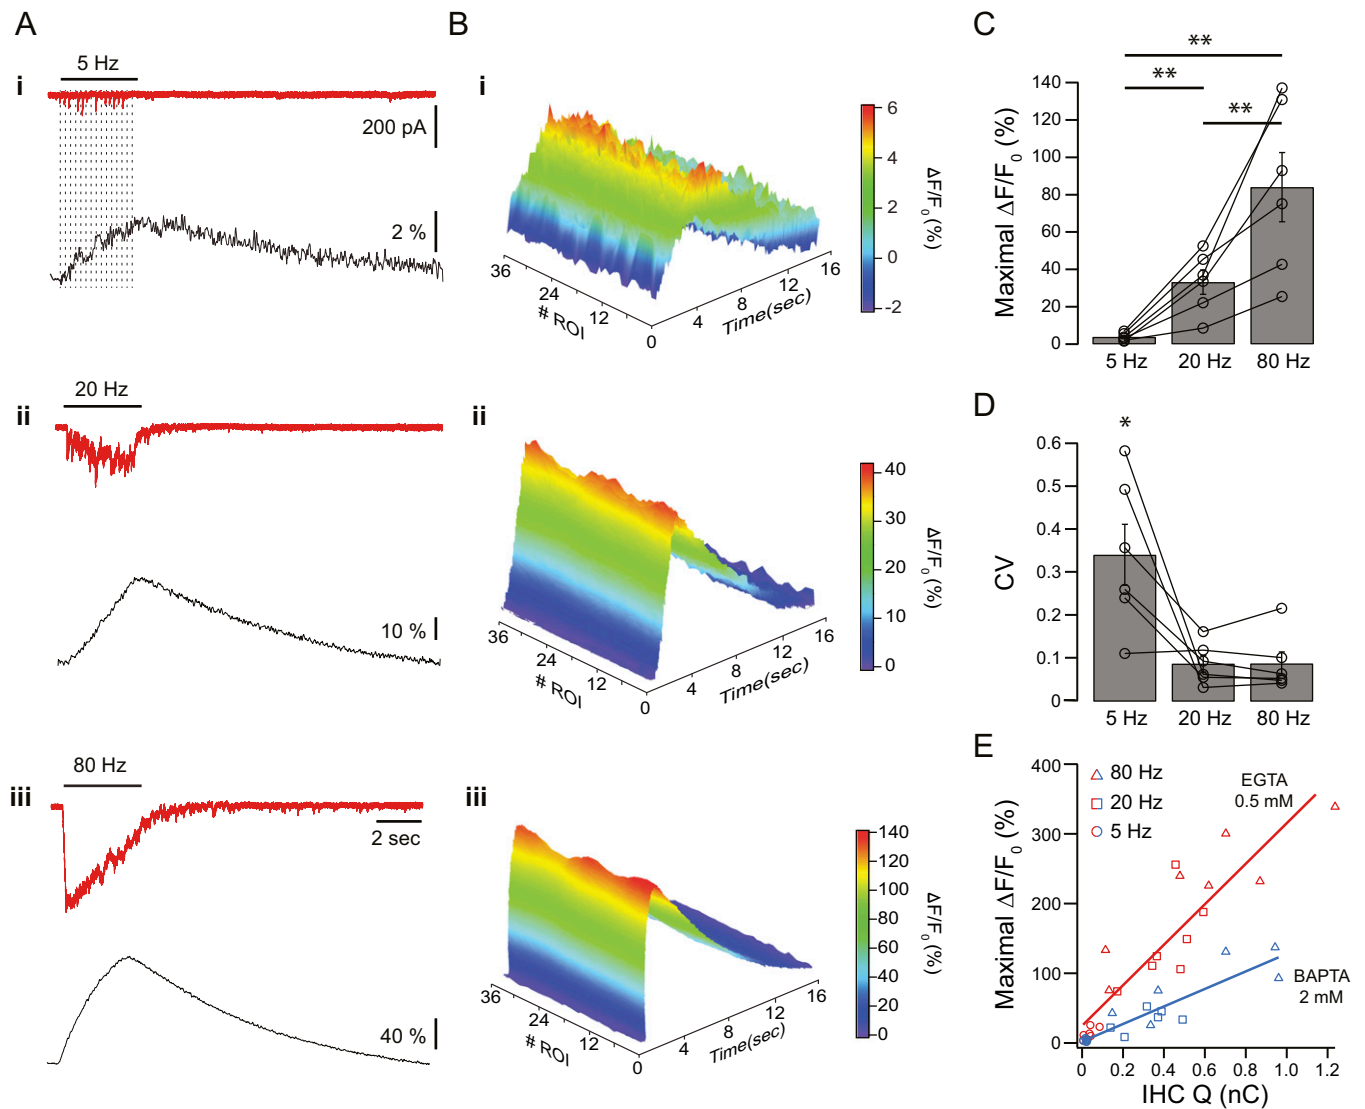 A
i
5 Hz
200 pA
2 %
ii
20 Hz
10 %
iii
80 Hz
2 sec
40 %
B
i
36
24
12
0
# ROI
4
8
12
16
Time(sec)
6
4
2
0
-2
ΔF/F0 (%)
ii
36
24
12
0
# ROI
4
8
12
16
Time(sec)
40
30
20
10
0
ΔF/F0 (%)
iii
36
24
12
0
# ROI
4
8
12
16
Time(sec)
140
120
100
80
60
40
20
0
ΔF/F0 (%)
C
**
**
**
Maximal ΔF/F0 (%)
140
120
100
80
60
40
20
0
5 Hz 20 Hz 80 Hz
D
*
CV
0.6
0.5
0.4
0.3
0.2
0.1
0
5 Hz 20 Hz 80 Hz
E
Maximal ΔF/F0 (%)
400
300
200
100
0
80 Hz
20 Hz
5 Hz
EGTA
0.5 mM
BAPTA
2 mM
0 0.2 0.4 0.6 0.8 1.0 1.2
IHC Q (nC)